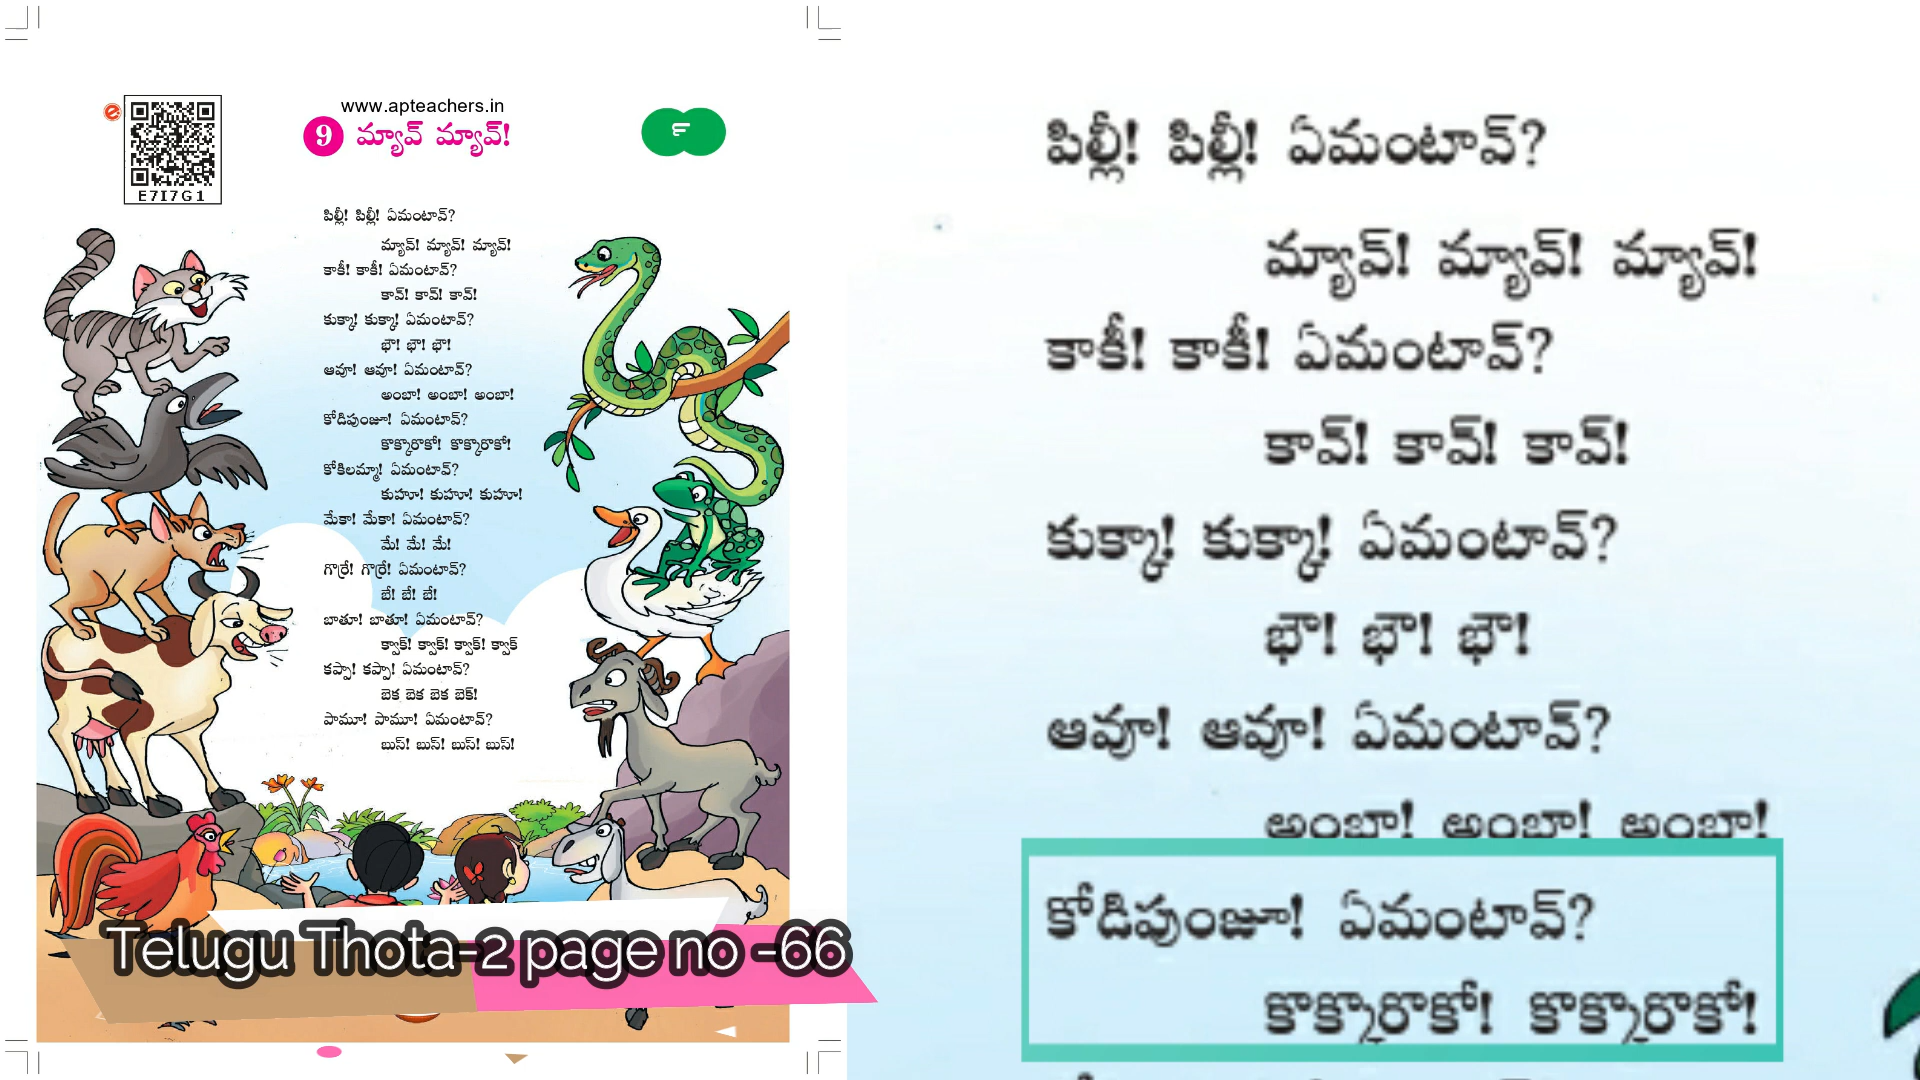 www.apteachers.in
9 మ్యావ్ మ్యావ్!
E7I7G1
పిల్లీ! పిల్లీ! ఏమంటావ్?
మ్యావ్! మ్యావ్! మ్యావ్!
కాకీ! కాకీ! ఏమంటావ్?
కావ్! కావ్! కావ్!
కుక్కా! కుక్కా! ఏమంటావ్?
భౌ! భౌ! భౌ!
ఆవూ! ఆవూ! ఏమంటావ్?
అంబా! అంబా! అంబా!
కోడిపుంజూ! ఏమంటావ్?
కొక్కారొకో! కొక్కారొకో!
కోకిలమ్మా! ఏమంటావ్?
కుహూ! కుహూ! కుహూ!
మేకా! మేకా! ఏమంటావ్?
మే! మే! మే!
గొర్రే! గొర్రే! ఏమంటావ్?
బే! బే! బే!
బాతూ! బాతూ! ఏమంటావ్?
క్వాక్! క్వాక్! క్వాక్! క్వాక్
కప్పా! కప్పా! ఏమంటావ్?
బెక బెక బెక బెక్!
పామూ! పామూ! ఏమంటావ్?
బుస్! బుస్! బుస్! బుస్!
Telugu Thota-2 page no -66
పిల్లీ! పిల్లీ! ఏమంటావ్?
మ్యావ్! మ్యావ్! మ్యావ్!
కాకీ! కాకీ! ఏమంటావ్?
కావ్! కావ్! కావ్!
కుక్కా! కుక్కా! ఏమంటావ్?
భౌ! భౌ! భౌ!
ఆవూ! ఆవూ! ఏమంటావ్?
అంబా! అంబా! అంబా!
కోడిపుంజూ! ఏమంటావ్?
కొక్కారొకో! కొక్కారొకో!